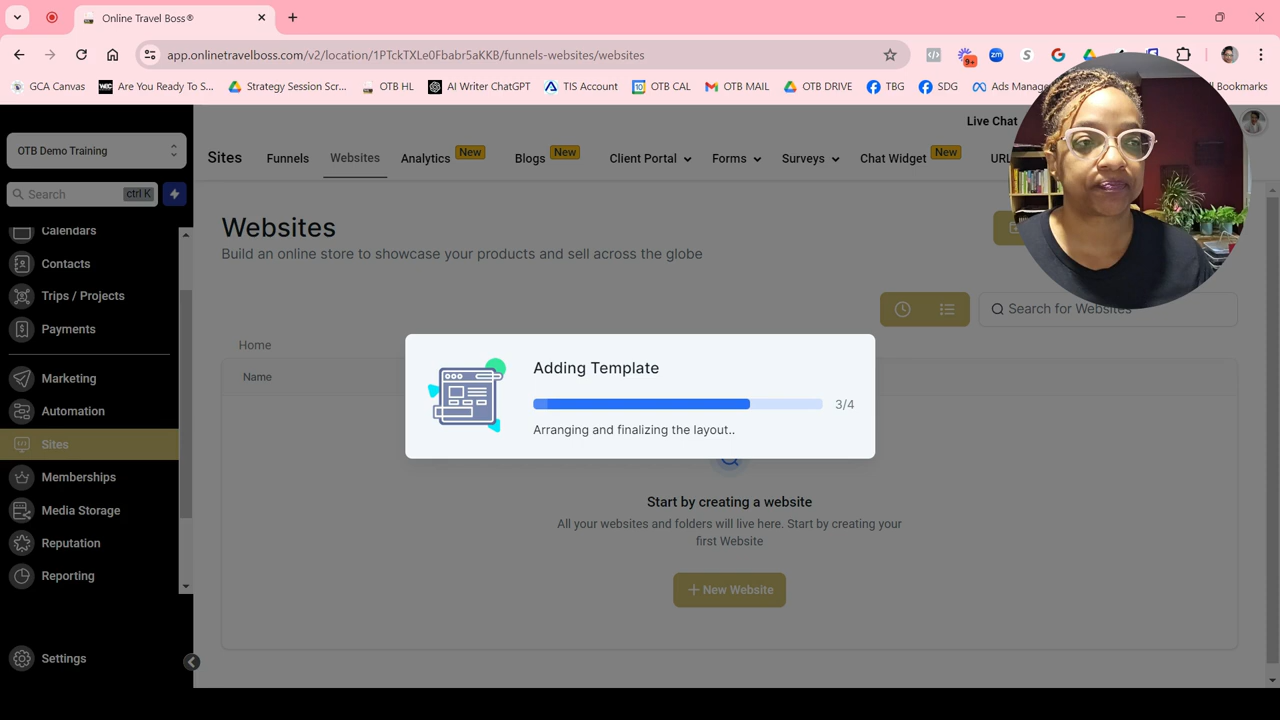 Online Travel Boss®
app.onlinetravelboss.com/v2/location/1PTckTXLe0Fbabr5aKKB/funnels-websites/websites
9+
zm
S
GCA Canvas
Are You Ready To S...
Strategy Session Scr...
OTB HL
AI Writer ChatGPT
TIS Account
10
OTB CAL
OTB MAIL
OTB DRIVE
TBG
SDG
Ads Manag
Bookmarks
Live Chat
OTB Demo Training
Sites
Funnels
Websites
Analytics New
Blogs New
Client Portal
Forms
Surveys
Chat Widget New
URL
Search ctrl K
Calendars
Contacts
Trips / Projects
Payments
Marketing
Automation
Sites
Memberships
Media Storage
Reputation
Reporting
Settings
Websites
Build an online store to showcase your products and sell across the globe
Search for Websites
Home
Name
Adding Template
3/4
Arranging and finalizing the layout..
Start by creating a website
All your websites and folders will live here. Start by creating your
first Website
+ New Website